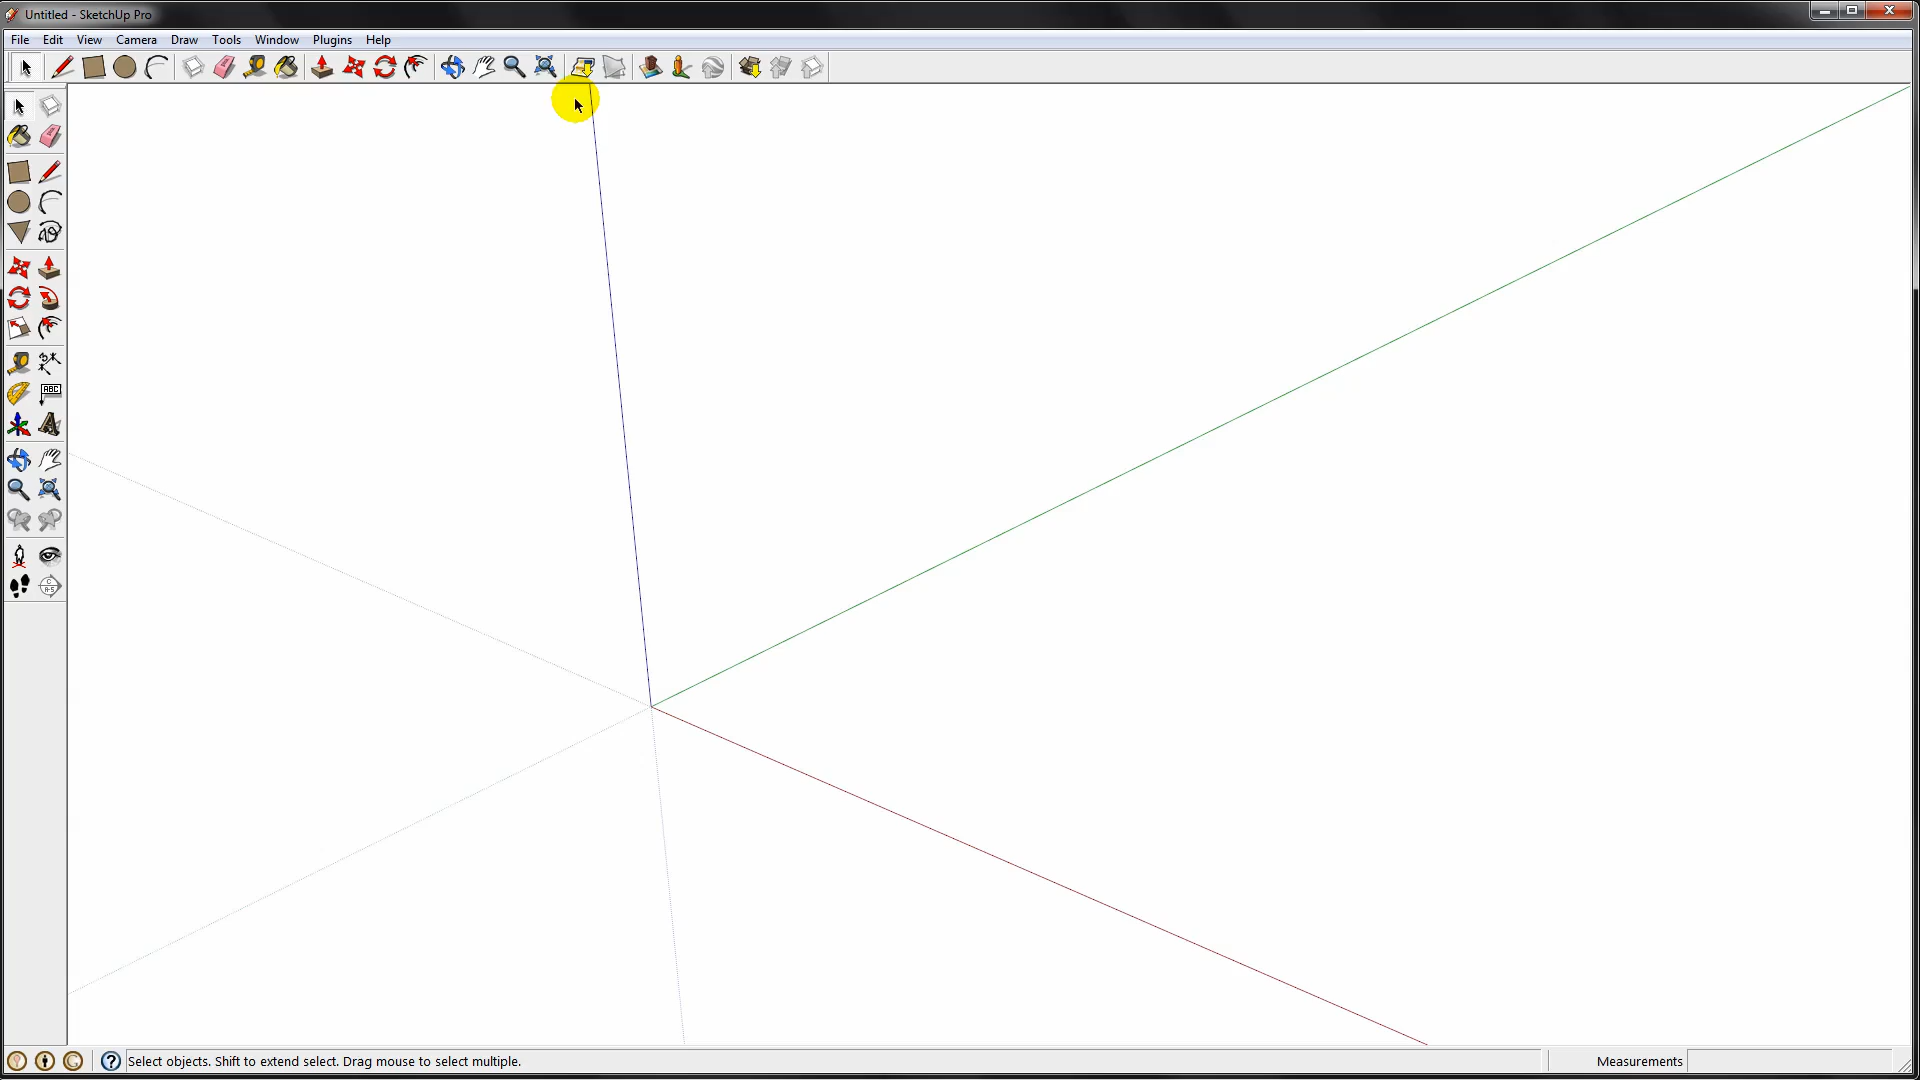 Untitled - SketchUp Pro
File Edit View Camera Draw Tools Window Plugins Help
ABC
Select objects. Shift to extend select. Drag mouse to select multiple.
Measurements